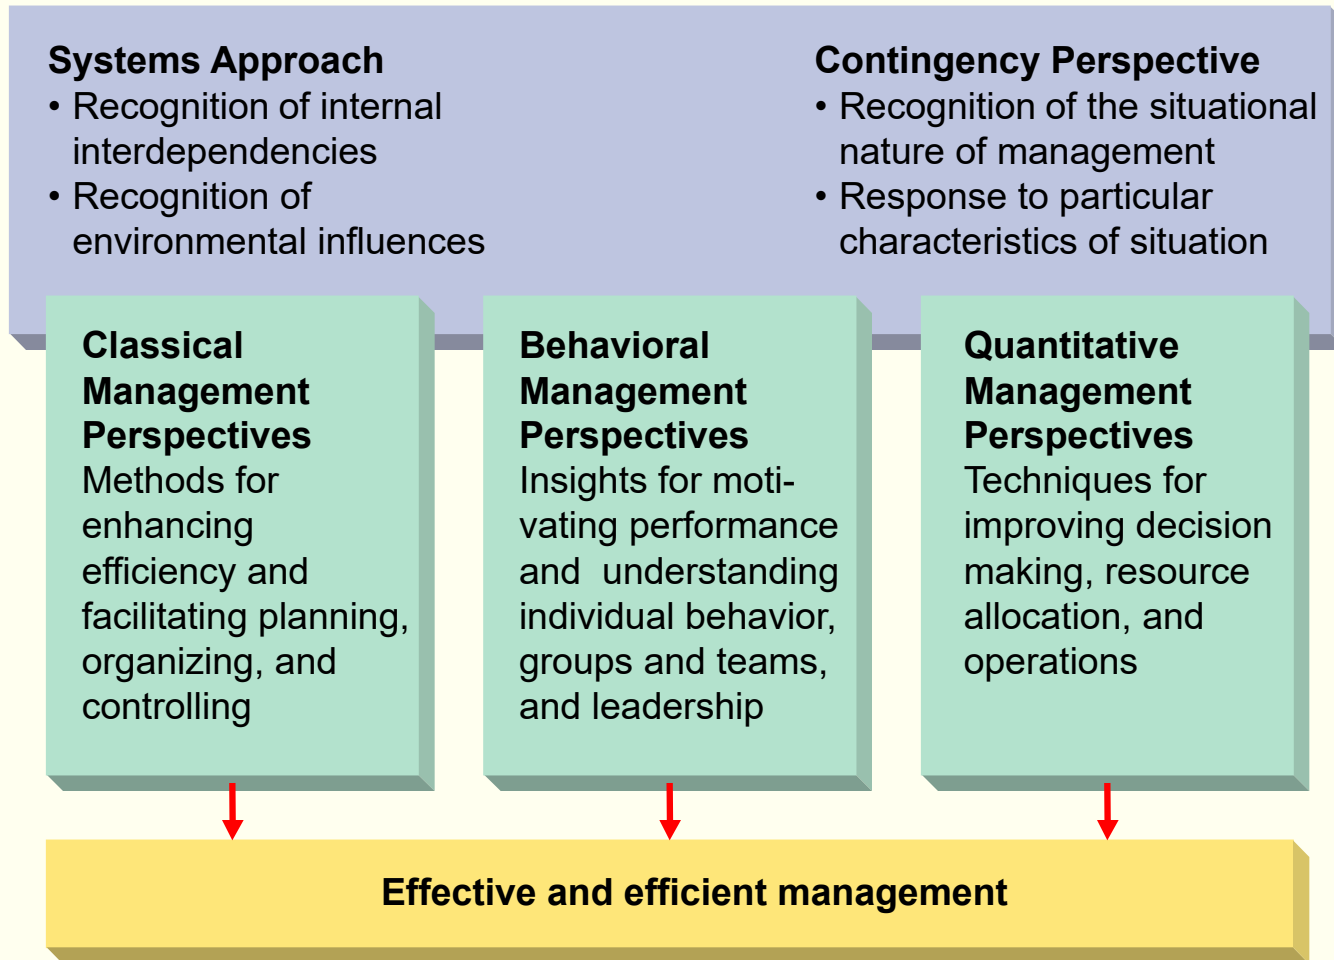 Systems Approach
• Recognition of internal
interdependencies
• Recognition of
environmental influences
Contingency Perspective
• Recognition of the situational
nature of management
• Response to particular
characteristics of situation
Classical
Management
Perspectives
Methods for
enhancing
efficiency and
facilitating planning,
organizing, and
controlling
Behavioral
Management
Perspectives
Insights for moti-
vating performance
and understanding
individual behavior,
groups and teams,
and leadership
Quantitative
Management
Perspectives
Techniques for
improving decision
making, resource
allocation, and
operations
Effective and efficient management